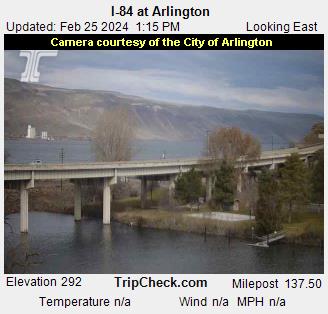 I-84 at Arlington
Updated: Feb 25 2024 1:15 PM Looking East
Camera courtesy of the City of Arlington
Elevation 292 TripCheck.com Milepost 137.50
Temperature n/a Wind n/a MPH n/a